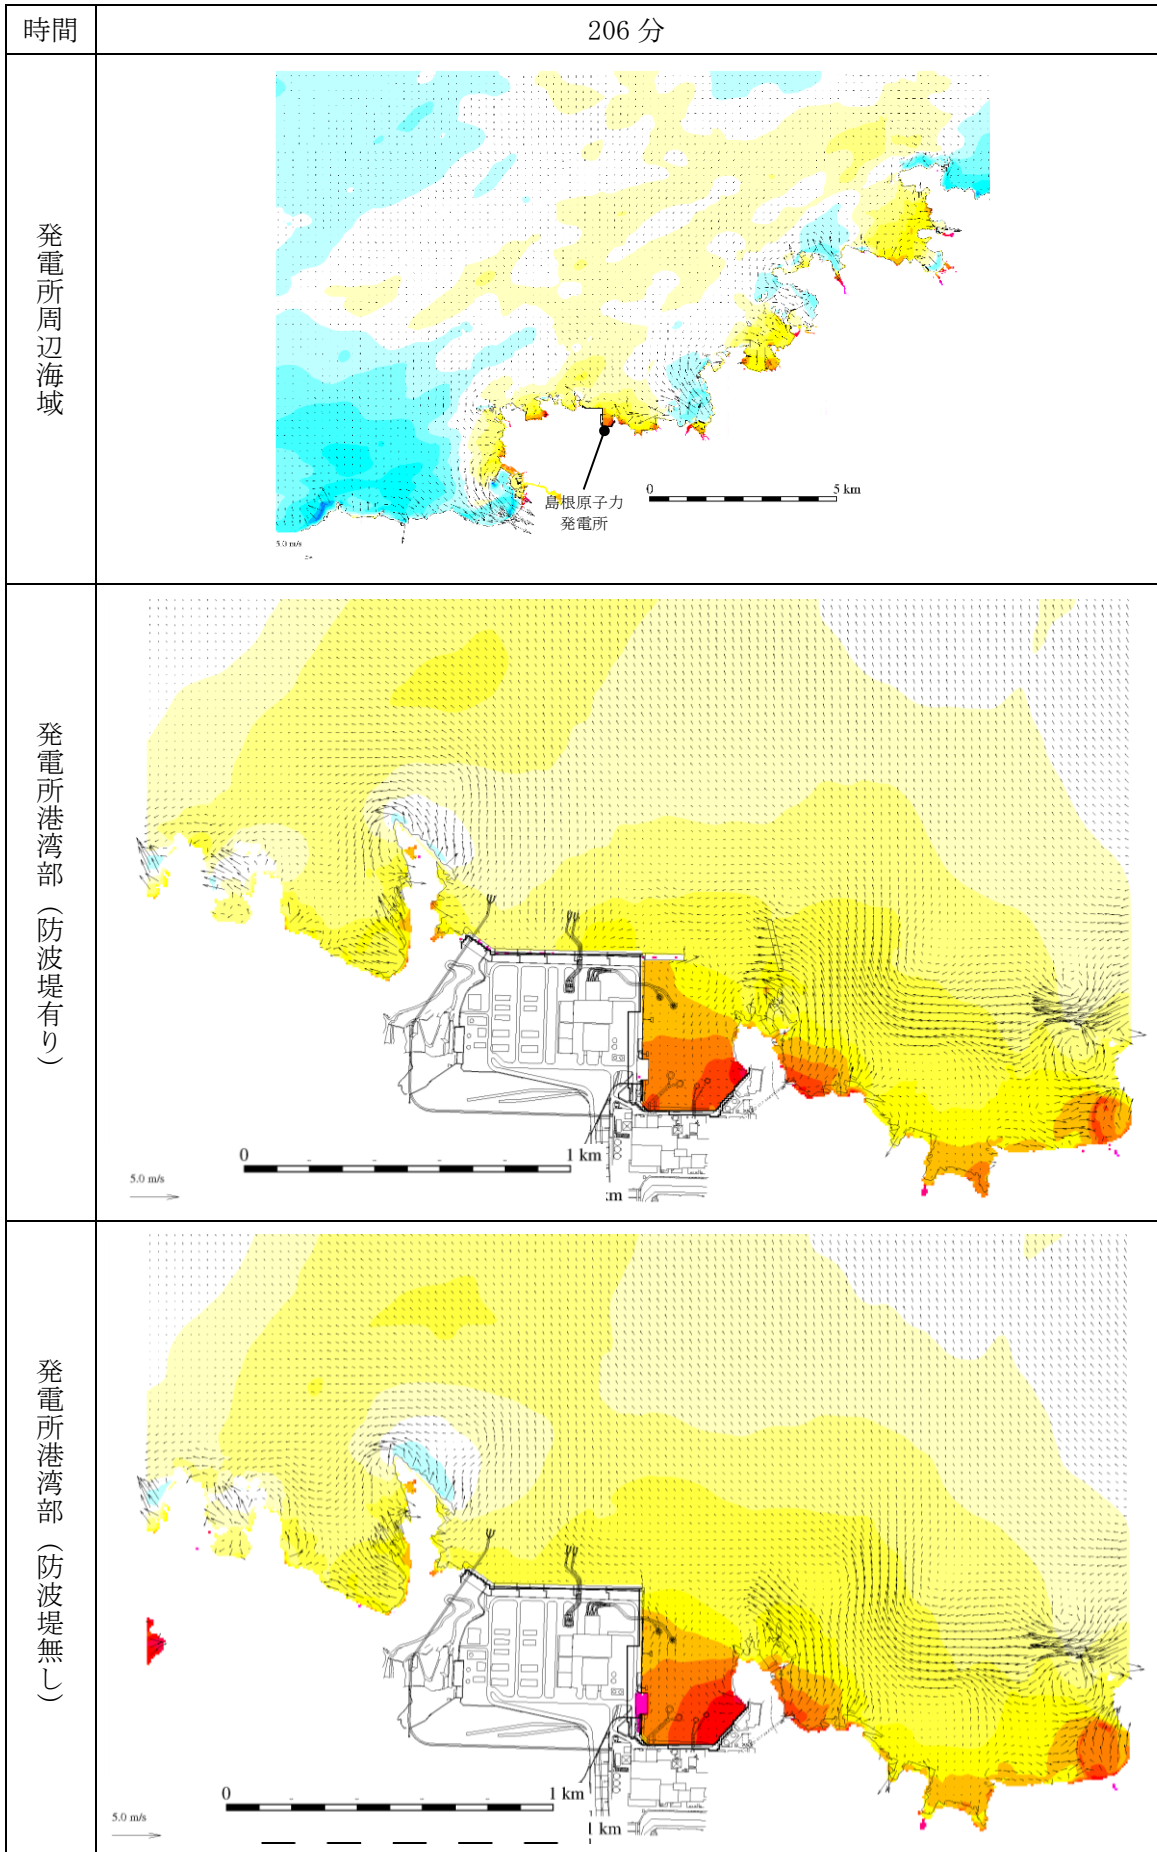 時間
206 分
発電所周辺海域
島根原子力
発電所
0 5 km
5.0 m/s
発電所港湾部（防波堤有り）
0 1 km
5.0 m/s
:m
発電所港湾部（防波堤無し）
0 1 km
5.0 m/s
km